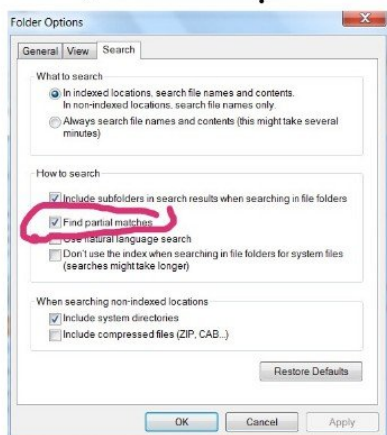 Folder Options
General View Search
What to search
In indexed locations, search file names and contents.
In non-indexed locations, search file names only.
Always search file names and contents (this might take several
minutes)
How to search
Include subfolders in search results when searching in file folders
Find partial matches
Use natural language search
Don't use the index when searching in file folders for system files
(searches might take longer)
When searching non-indexed locations
Include system directories
Include compressed files (ZIP, CAB...)
Restore Defaults
OK Cancel Apply